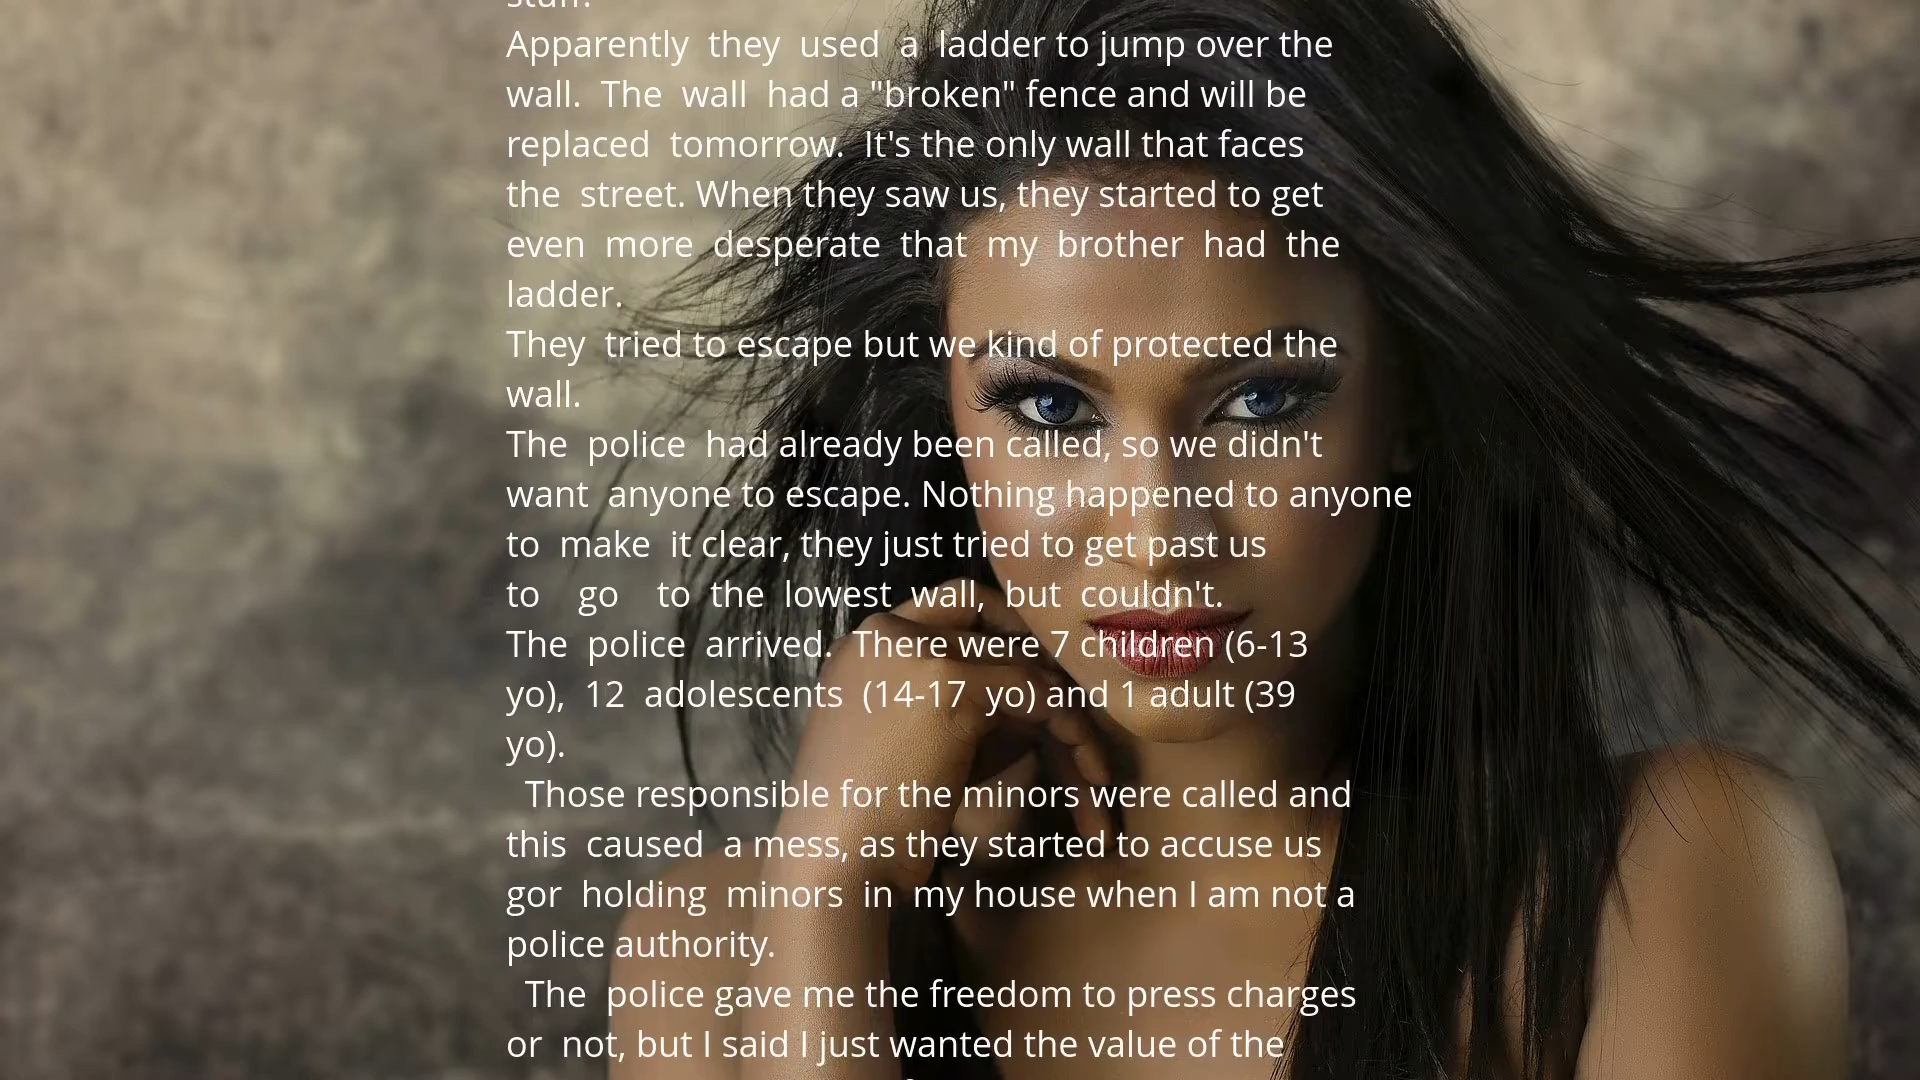 stuff.
Apparently they used a ladder to jump over the
wall. The wall had a "broken" fence and will be
replaced tomorrow. It's the only wall that faces
the street. When they saw us, they started to get
even more desperate that my brother had the
ladder.
They tried to escape but we kind of protected the
wall.
The police had already been called, so we didn't
want anyone to escape. Nothing happened to anyone
to make it clear, they just tried to get past us
to go to the lowest wall, but couldn't.
The police arrived. There were 7 children (6-13
yo), 12 adolescents (14-17 yo) and 1 adult (39
yo).
Those responsible for the minors were called and
this caused a mess, as they started to accuse us
gor holding minors in my house when I am not a
police authority.
The police gave me the freedom to press charges
or not, but I said I just wanted the value of the